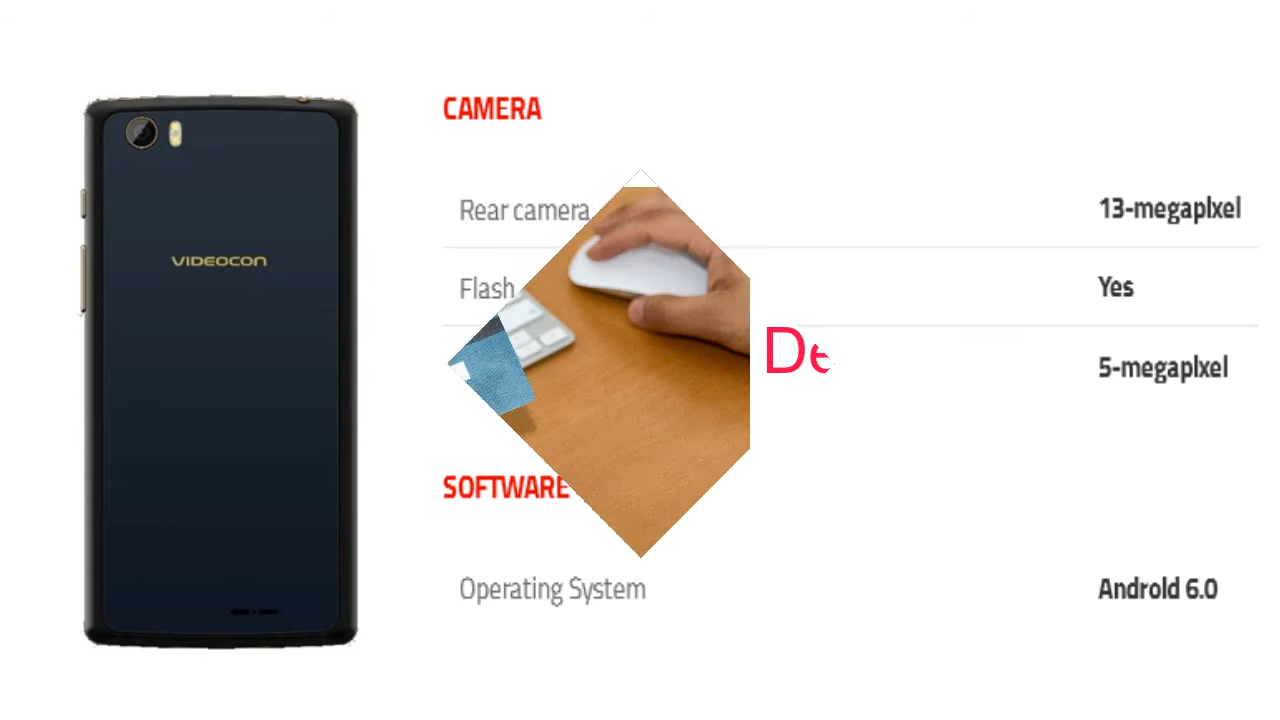 VIDEOCON
CAMERA
Rear camera 13-megapIxel
Flash Yes
5-megapIxel
SOFTWARE
Operating System AndroId 6.0